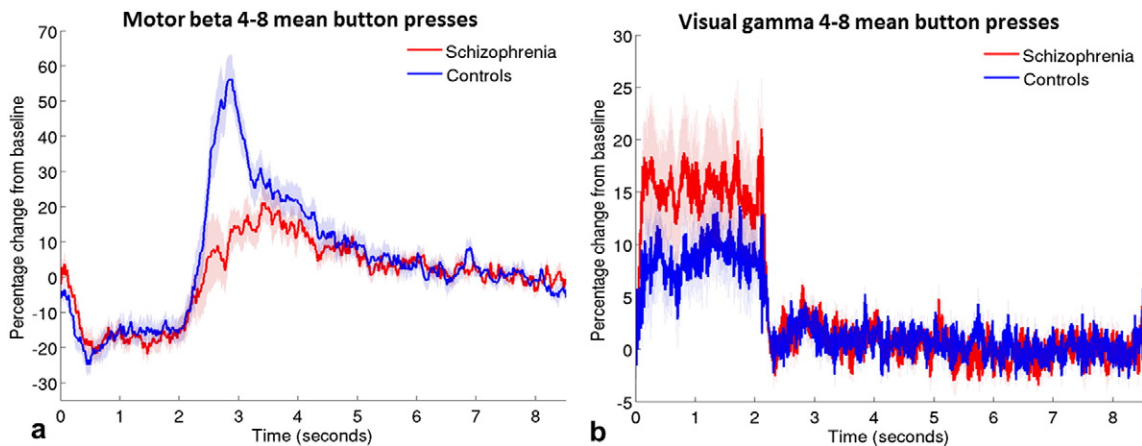 Motor beta 4-8 mean button presses
Percentage change from baseline
70
60
50
40
30
20
10
0
-10
-20
-30
Schizophrenia
Controls
0 1 2 3 4 5 6 7 8
Time (seconds)
a
Visual gamma 4-8 mean button presses
Percentage change from baseline
30
25
20
15
10
5
0
-5
Schizophrenia
Controls
0 1 2 3 4 5 6 7 8
Time (seconds)
b